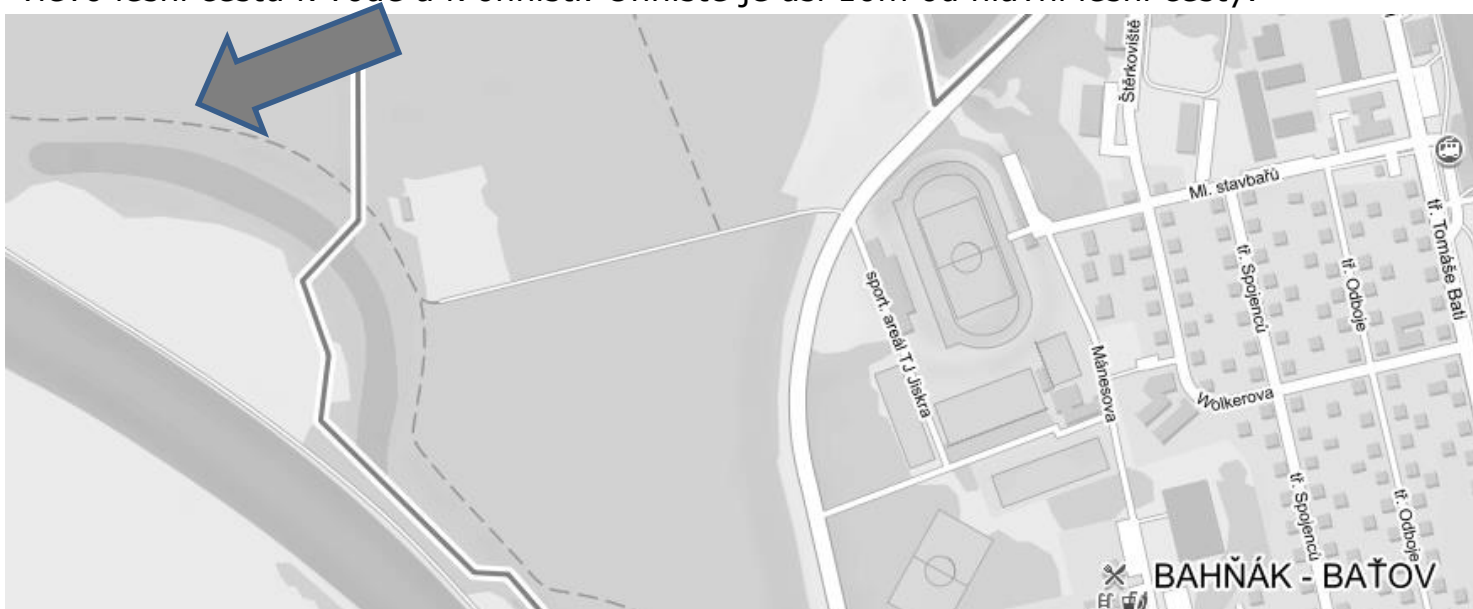 Štěrkoviště
Ml. stavbařů
tř. Tomáše Bati
tř. Spojenců
tř. Odboje
sport. areál TJ Jiskra
Mánesova
Wolkerova
tř. Spojenců
tř. Odboje
BAHŇÁK - BAŤOV